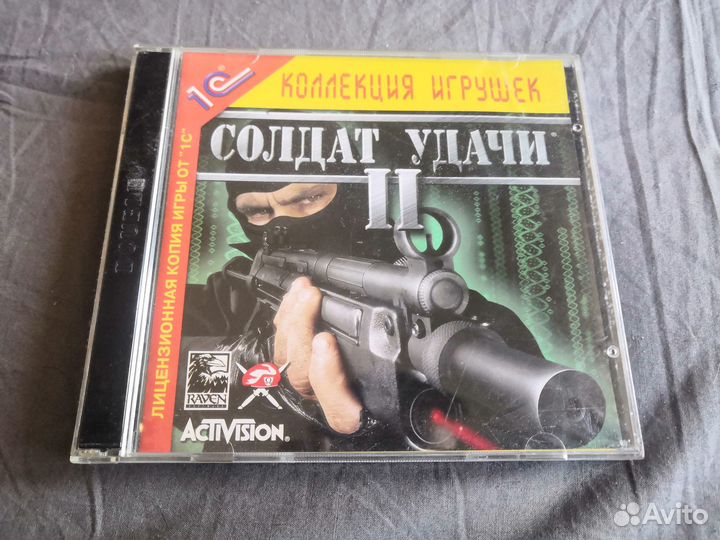 1С
КОЛЛЕКЦИЯ ИГРУШЕК
СОЛДАТ УДАЧИ
II
ЛИЦЕНЗИОННАЯ КОПИЯ ИГРЫ ОТ "1С"
RAVEN
ACTIVISION®
Avito